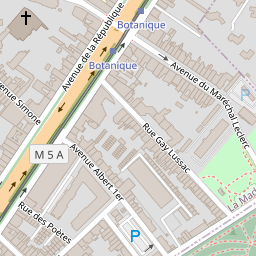 Botanique
Avenue de la République
Botanique
Avenue du Maréchal Leclerc
P
Avenue Simone
Rue Gay Lussac
M 5 A
Avenue Albert 1er
Rue des Poètes
La Mad
P